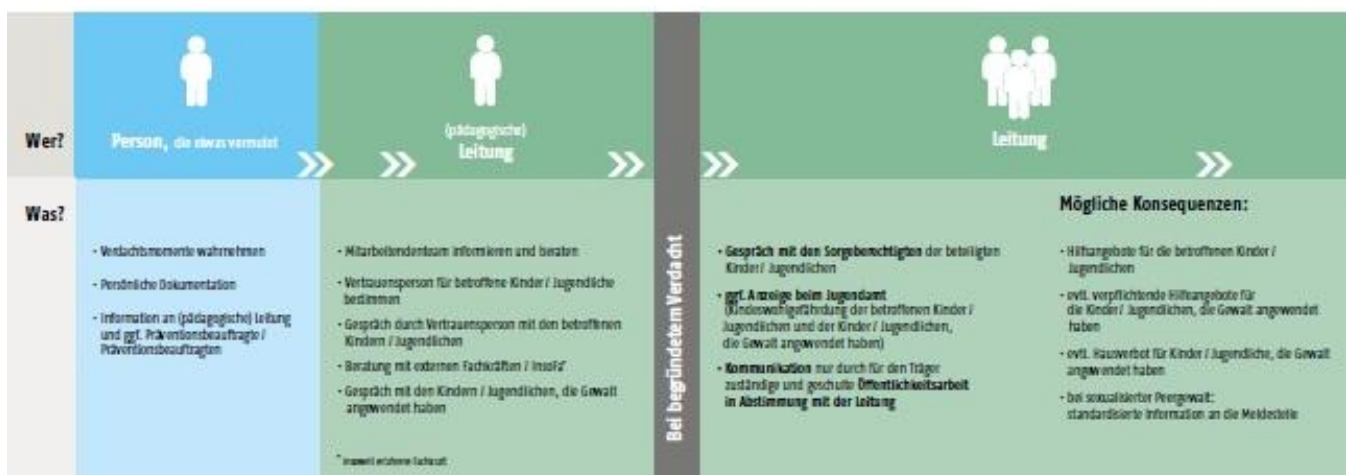 Wer?
Person, die etwas vermutet
(pädagogische)
Leitung
Leitung
Was?
• Verdachtsmomente wahrnehmen
• Persönliche Dokumentation
• Information an (pädagogische) Leitung
und ggf. Präventionsbeauftragte /
Präventionsbeauftragten
• Mitarbeitendenteam informieren und beraten
• Vertrauensperson für betroffene Kinder / Jugendliche
bestimmen
• Gespräch durch Vertrauensperson mit den betroffenen
Kindern / Jugendlichen
• Beratung mit externen Fachkräften / InsoFa*
• Gespräch mit den Kindern / Jugendlichen, die Gewalt
angewendet haben
* insoweit erfahrene Fachkraft
Bei begründetem Verdacht
• Gespräch mit den Sorgeberechtigten der beteiligten
Kinder / Jugendlichen
• ggf. Anzeige beim Jugendamt
(Kindeswohlgefährdung der betroffenen Kinder /
Jugendlichen und der Kinder / Jugendlichen,
die Gewalt angewendet haben)
• Kommunikation nur durch für den Träger
zuständige und geschulte Öffentlichkeitsarbeit
in Abstimmung mit der Leitung
Mögliche Konsequenzen:
• Hilfsangebote für die betroffenen Kinder /
Jugendlichen
• evtl. verpflichtende Hilfeangebote für
die Kinder / Jugendlichen, die Gewalt angewendet
haben
• evtl. Hausverbot für Kinder / Jugendliche, die Gewalt
angewendet haben
• bei sexualisierter Peergewalt:
standardisierte Information an die Meldestelle